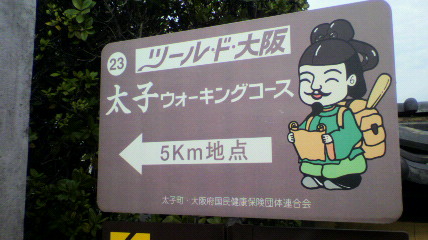 23
ツール・ド・大阪
太子ウォーキングコース
5Km地点
太子町・大阪府国民健康保険団体連合会